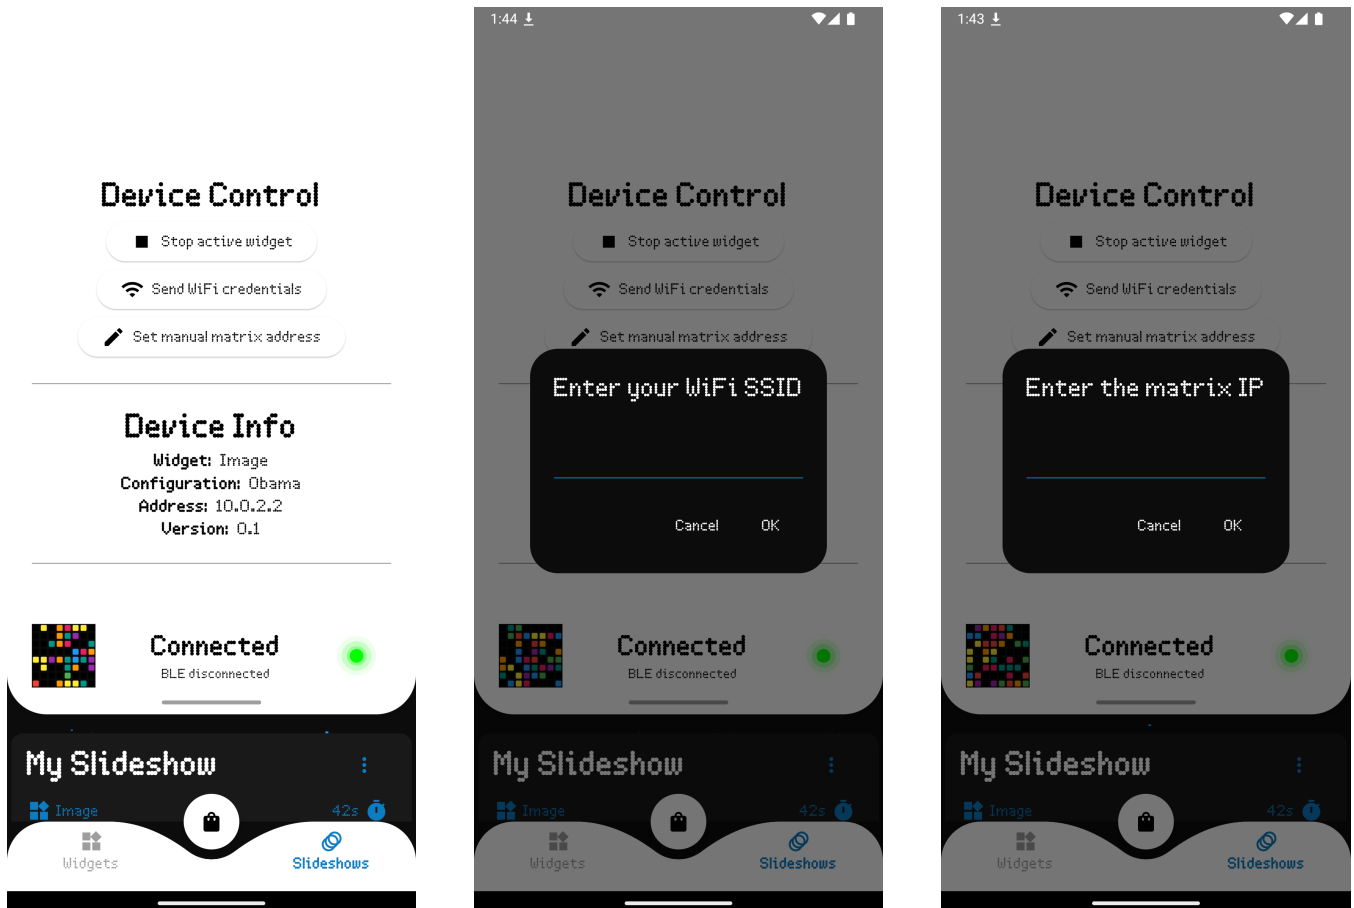 Device Control
Stop active widget
Send WiFi credentials
Set manual matrix address
Device Info
Widget: Image
Configuration: Obama
Address: 10.0.2.2
Version: 0.1
Connected
BLE disconnected
My Slideshow
Image 42s
Widgets
Slideshows
1:44
Device Control
Stop active widget
Send WiFi credentials
Set manual matrix address
Enter your WiFi SSID
Cancel OK
Connected
BLE disconnected
My Slideshow
Image 42s
Widgets
Slideshows
1:43
Device Control
Stop active widget
Send WiFi credentials
Set manual matrix address
Enter the matrix IP
Cancel OK
Connected
BLE disconnected
My Slideshow
Image 42s
Widgets
Slideshows